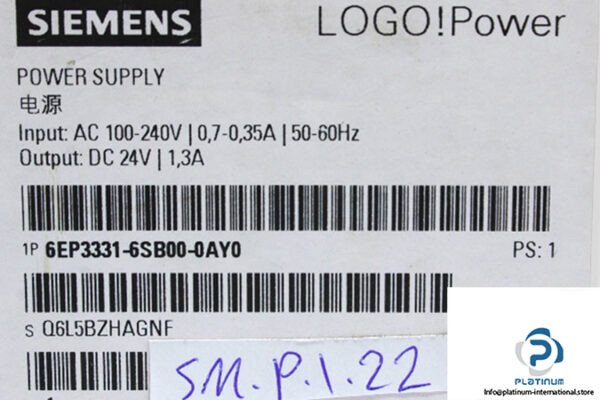 SIEMENS
LOGO!Power
POWER SUPPLY
电源
Input: AC 100-240V | 0,7-0,35A | 50-60Hz
Output: DC 24V | 1,3A
1P 6EP3331-6SB00-0AY0 PS: 1
S Q6L5BZHAGNF
SM.P.1.22
PLATINUM
Info@platinum-international.store